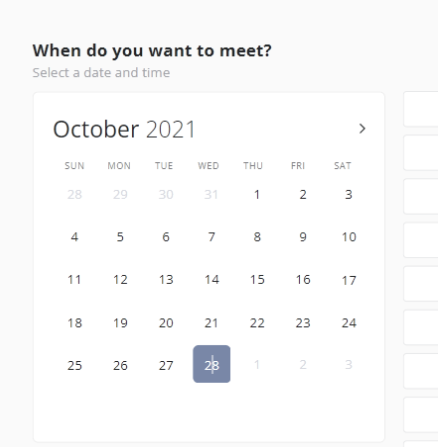 When do you want to meet?
Select a date and time
October 2021 >
SUN MON TUE WED THU FRI SAT
28 29 30 31 1 2 3
4 5 6 7 8 9 10
11 12 13 14 15 16 17
18 19 20 21 22 23 24
25 26 27 28 1 2 3